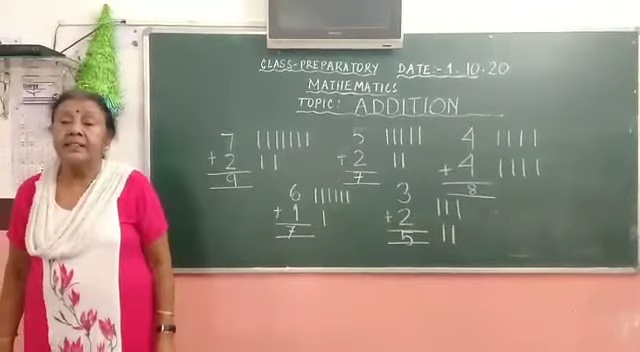 CLASS-PREPARATORY DATE:-1.10.20
MATHEMATICS
TOPIC: ADDITION
7 ||||||| 5 ||||| 4 ||||
+ 2 || + 2 || + 4 ||||
9 7 8
6 |||||| 3 |||
+ 1 | + 2 ||
7 5